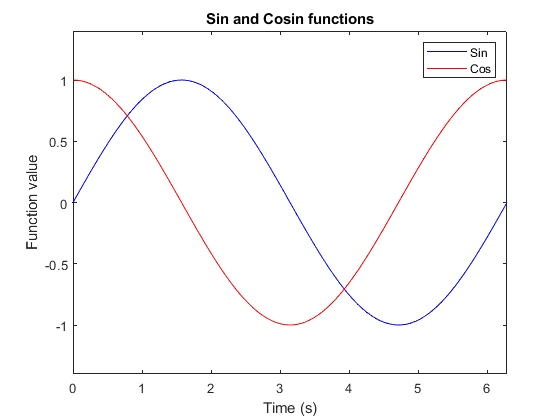 Sin and Cosin functions
Sin
Cos
1
0.5
0
-0.5
-1
Function value
0 1 2 3 4 5 6
Time (s)